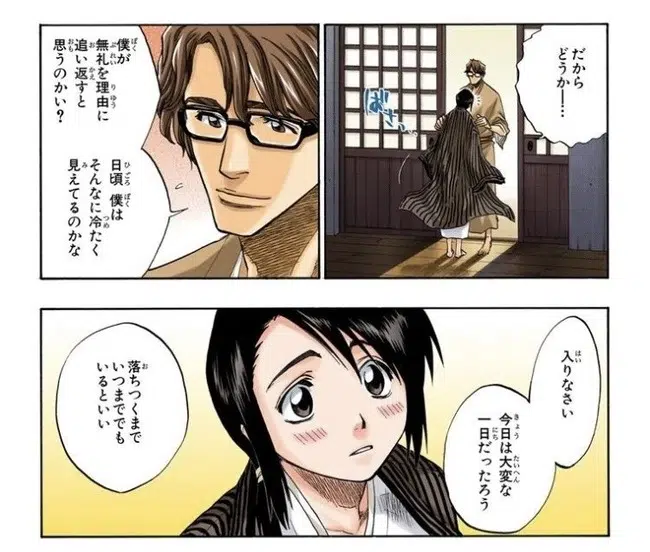 だから
どうか──…
ばさっ…
僕が
無礼を理由に
追い返すと
思うのかい？
日頃 僕は
そんなに冷たく
見えてるのかな
入りなさい
今日は大変な
一日だったろう
落ちつくまで
いつまででも
いるといい